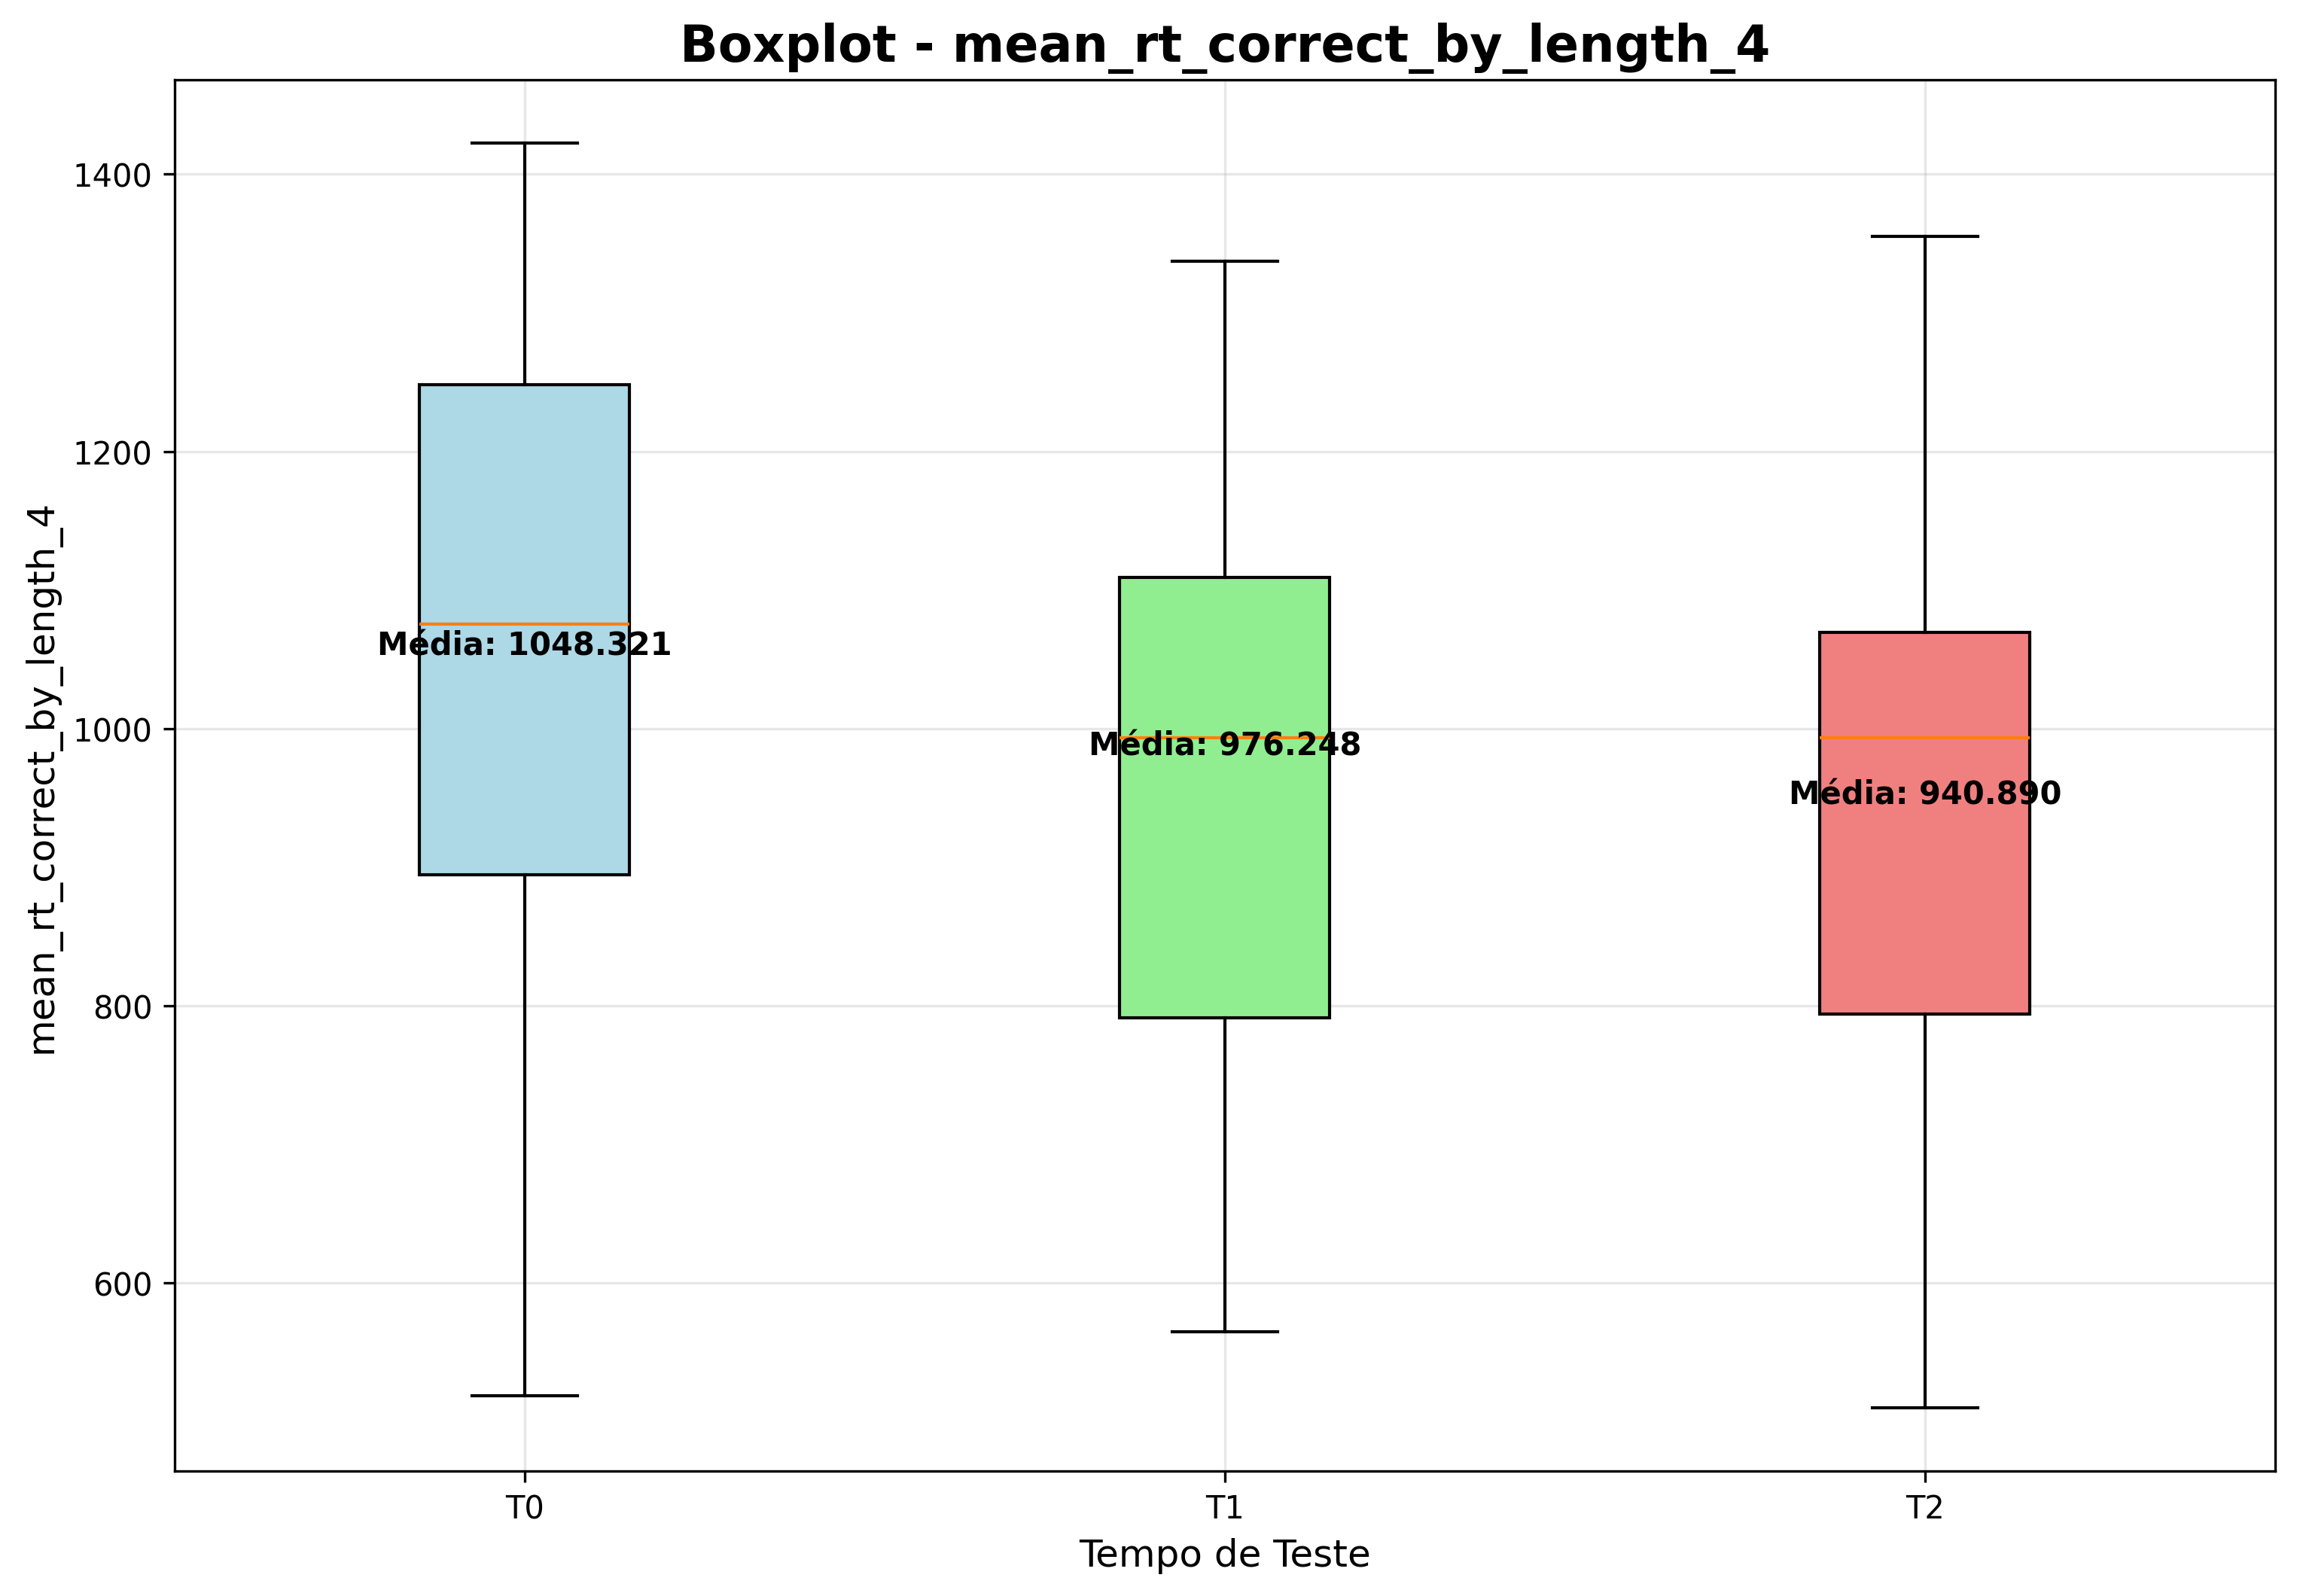 Boxplot - mean_rt_correct_by_length_4
mean_rt_correct_by_length_4
1400
1200
1000
800
600
Média: 1048.321
Média: 976.248
Média: 940.890
T0
T1
T2
Tempo de Teste